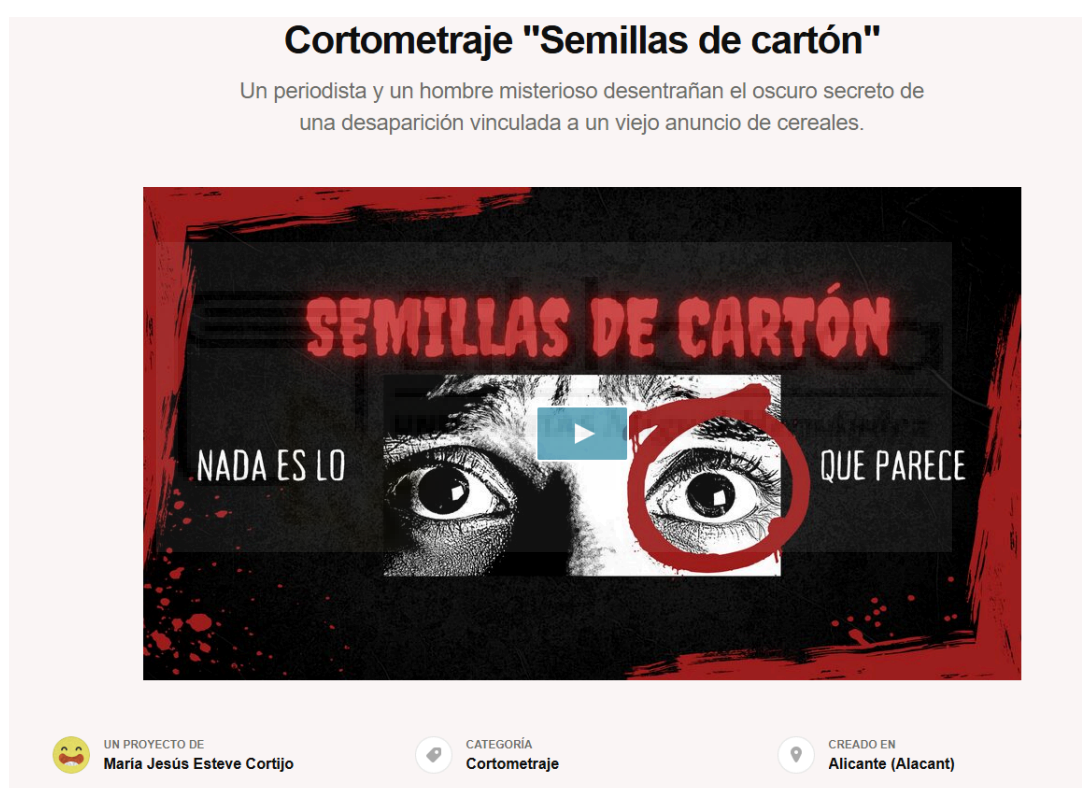 Cortometraje "Semillas de cartón"
Un periodista y un hombre misterioso desentrañan el oscuro secreto de
una desaparición vinculada a un viejo anuncio de cereales.
SEMILLAS DE CARTÓN
NADA ES LO
QUE PARECE
UN PROYECTO DE
María Jesús Esteve Cortijo
CATEGORÍA
Cortometraje
CREADO EN
Alicante (Alacant)